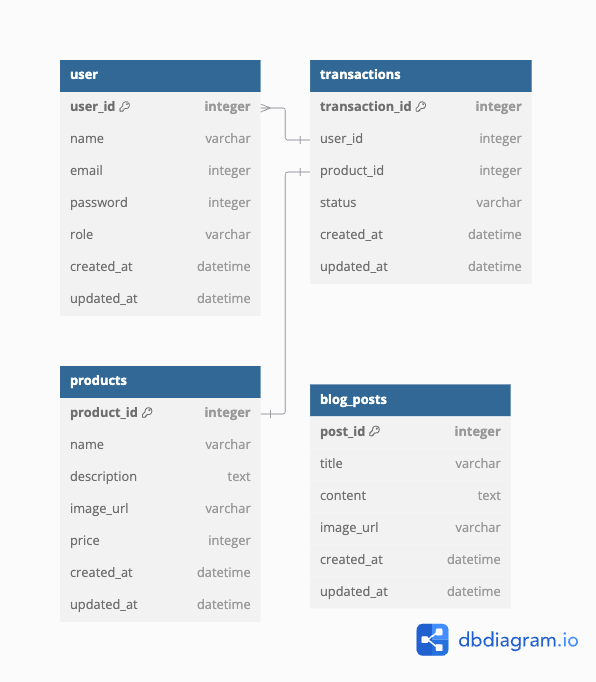 user
user_id integer
name varchar
email integer
password integer
role varchar
created_at datetime
updated_at datetime
transactions
transaction_id integer
user_id integer
product_id integer
status varchar
created_at datetime
updated_at datetime
products
product_id integer
name varchar
description text
image_url varchar
price integer
created_at datetime
updated_at datetime
blog_posts
post_id integer
title varchar
content text
image_url varchar
created_at datetime
updated_at datetime
dbdiagram.io